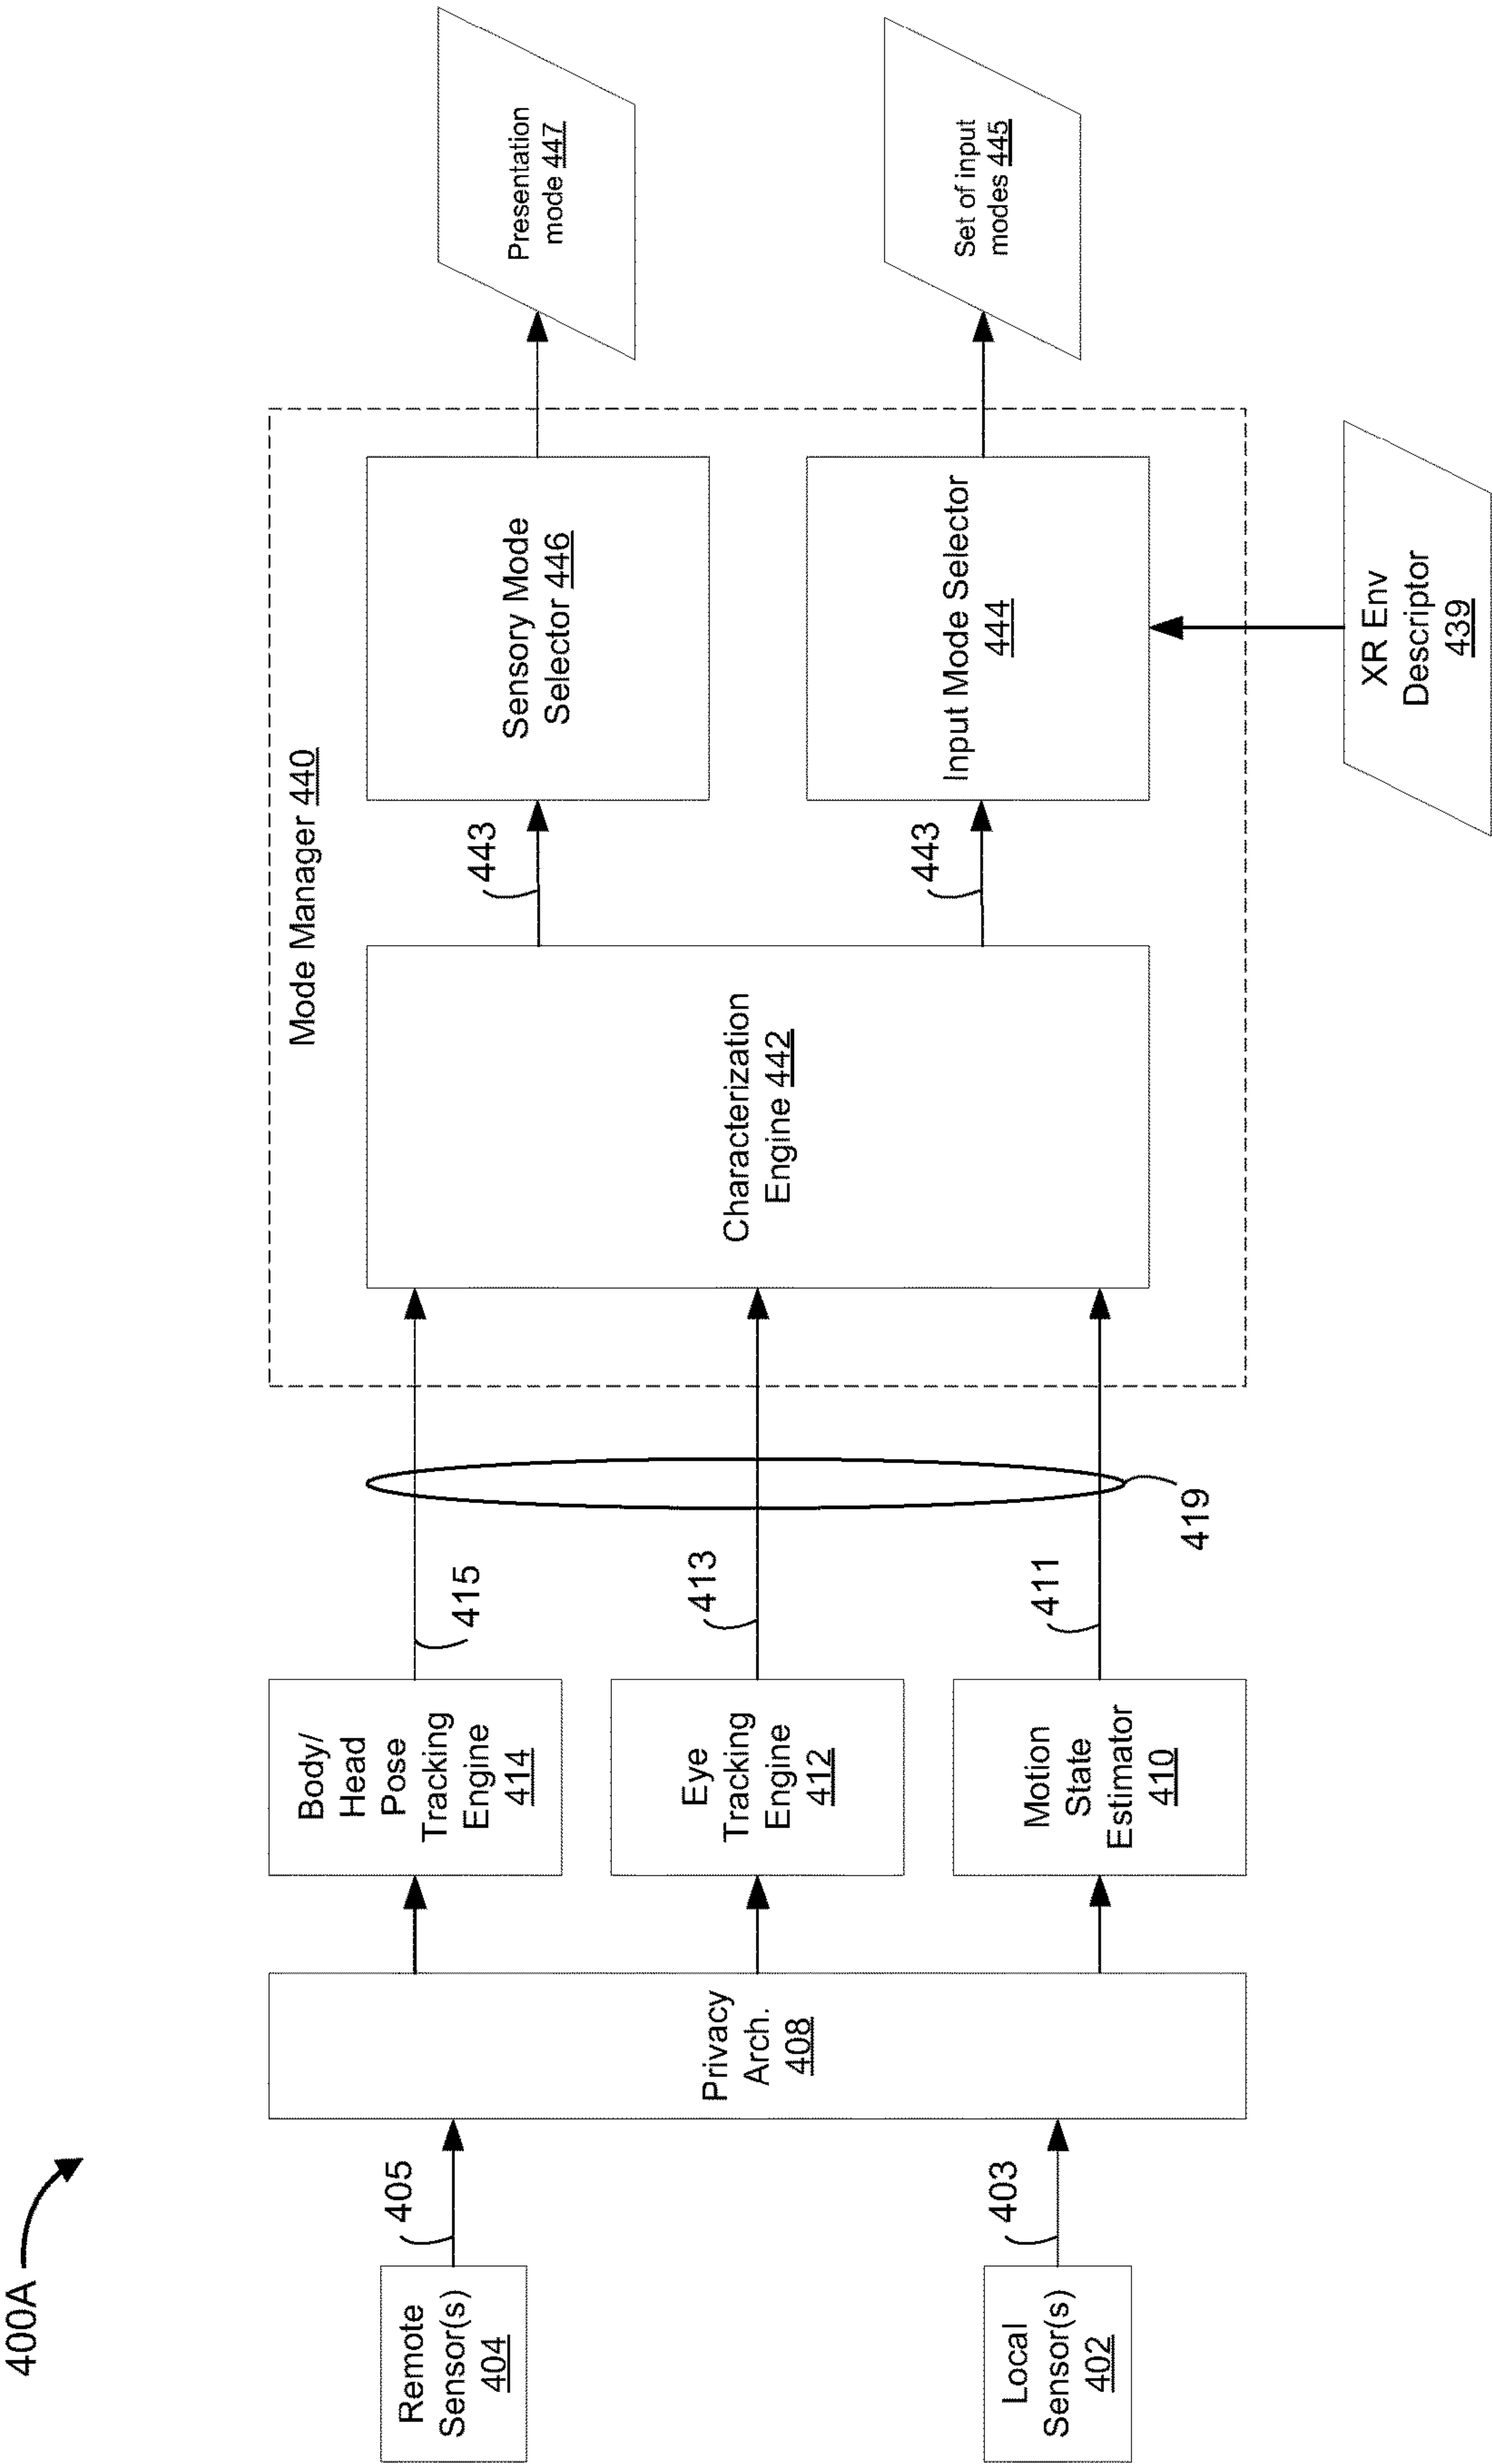 400A
Remote
Sensor(s)
404
405
Local
Sensor(s)
402
403
Privacy
Arch.
408
Body/
Head
Pose
Tracking
Engine
414
415
Eye
Tracking
Engine
412
413
Motion
State
Estimator
410
411
419
Mode Manager 440
Characterization
Engine 442
443
443
Sensory Mode
Selector 446
Input Mode Selector
444
XR Env
Descriptor
439
Presentation
mode 447
Set of input
modes 445